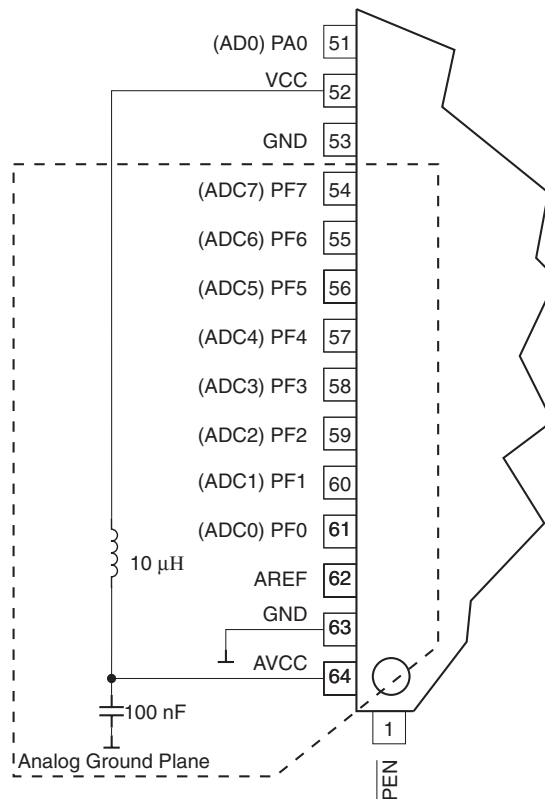 (AD0) PA0 51
VCC 52
GND 53
(ADC7) PF7 54
(ADC6) PF6 55
(ADC5) PF5 56
(ADC4) PF4 57
(ADC3) PF3 58
(ADC2) PF2 59
(ADC1) PF1 60
(ADC0) PF0 61
10 μH
AREF 62
GND 63
AVCC 64
100 nF
1
Analog Ground Plane
PEN